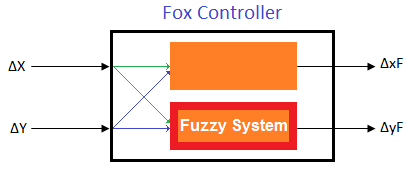 Fox Controller
ΔX
ΔxF
ΔY
Fuzzy System
ΔyF